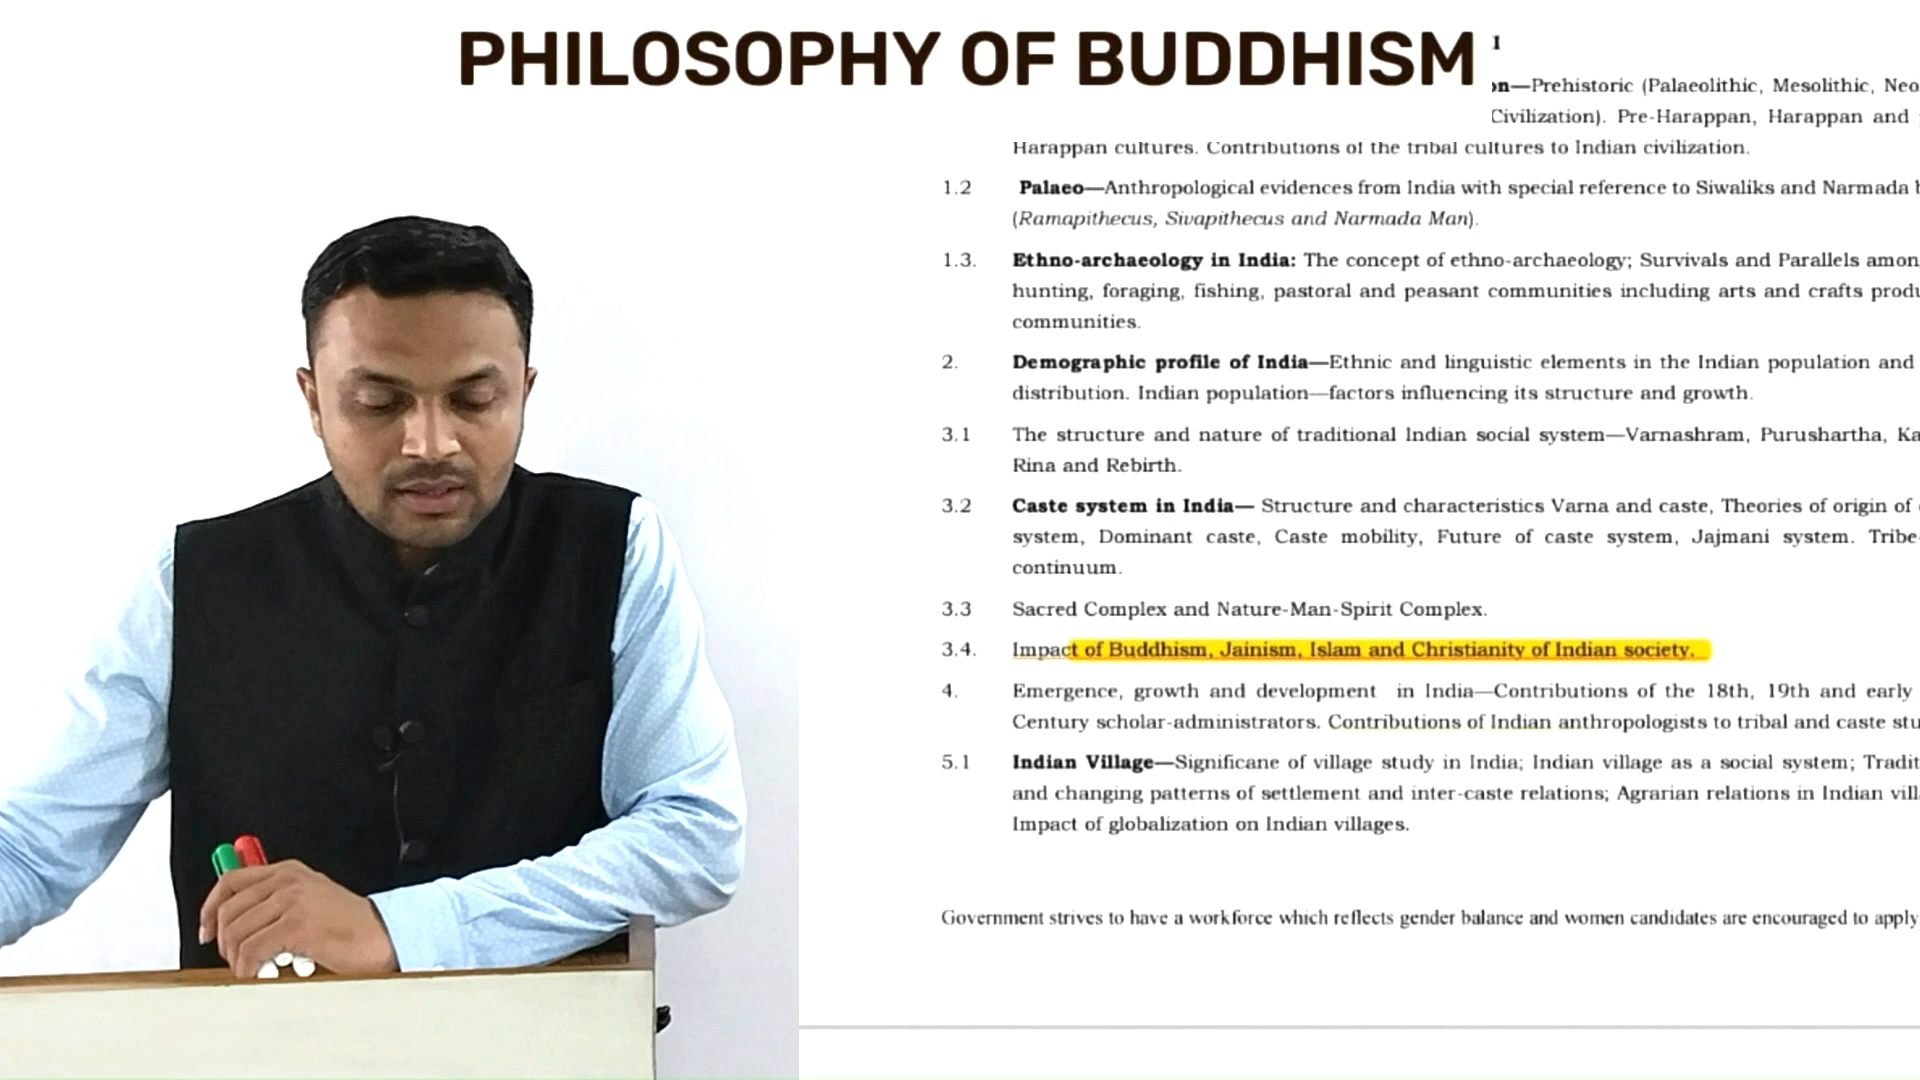 PHILOSOPHY OF BUDDHISM
I
on—Prehistoric (Palaeolithic, Mesolithic, Neo
Civilization). Pre-Harappan, Harappan and
Harappan cultures. Contributions of the tribal cultures to Indian civilization.
1.2 Palaeo—Anthropological evidences from India with special reference to Siwaliks and Narmada b
(Ramapithecus, Sivapithecus and Narmada Man).
1.3. Ethno-archaeology in India: The concept of ethno-archaeology; Survivals and Parallels amon
hunting, foraging, fishing, pastoral and peasant communities including arts and crafts produ
communities.
2. Demographic profile of India—Ethnic and linguistic elements in the Indian population and
distribution. Indian population—factors influencing its structure and growth.
3.1 The structure and nature of traditional Indian social system—Varnashram, Purushartha, Ka
Rina and Rebirth.
3.2 Caste system in India— Structure and characteristics Varna and caste, Theories of origin of
system, Dominant caste, Caste mobility, Future of caste system, Jajmani system. Tribe-
continuum.
3.3 Sacred Complex and Nature-Man-Spirit Complex.
3.4. Impact of Buddhism, Jainism, Islam and Christianity of Indian society.
4. Emergence, growth and development in India—Contributions of the 18th, 19th and early
Century scholar-administrators. Contributions of Indian anthropologists to tribal and caste stu
5.1 Indian Village—Significane of village study in India; Indian village as a social system; Tradit
and changing patterns of settlement and inter-caste relations; Agrarian relations in Indian vill
Impact of globalization on Indian villages.
Government strives to have a workforce which reflects gender balance and women candidates are encouraged to apply